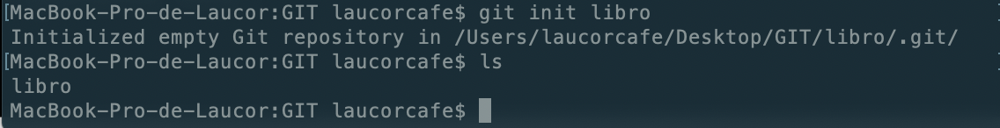 [MacBook-Pro-de-Laucor:GIT laucorcafe$ git init libro ]
Initialized empty Git repository in /Users/laucorcafe/Desktop/GIT/libro/.git/
[MacBook-Pro-de-Laucor:GIT laucorcafe$ ls ]
libro
MacBook-Pro-de-Laucor:GIT laucorcafe$